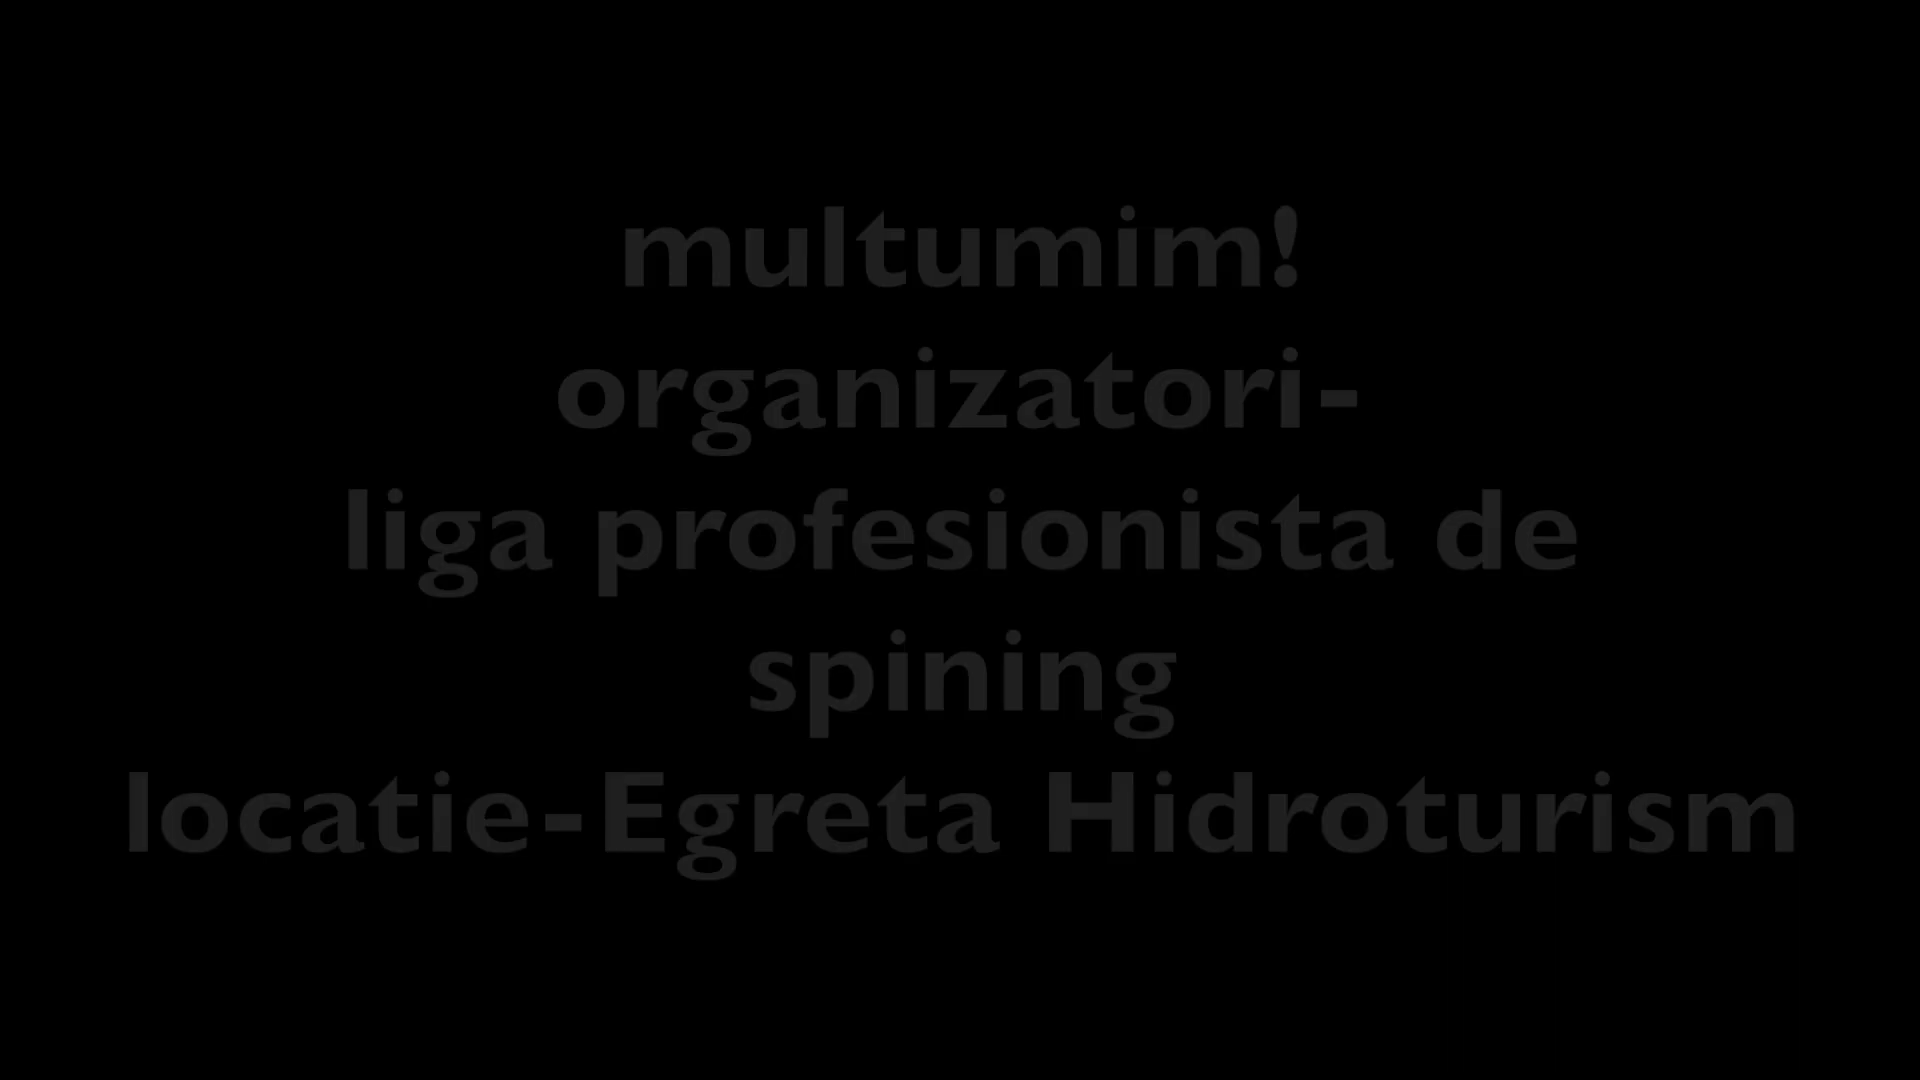 multumim!
organizatori-
liga profesionista de
spining
locatie-Egreta Hidroturism